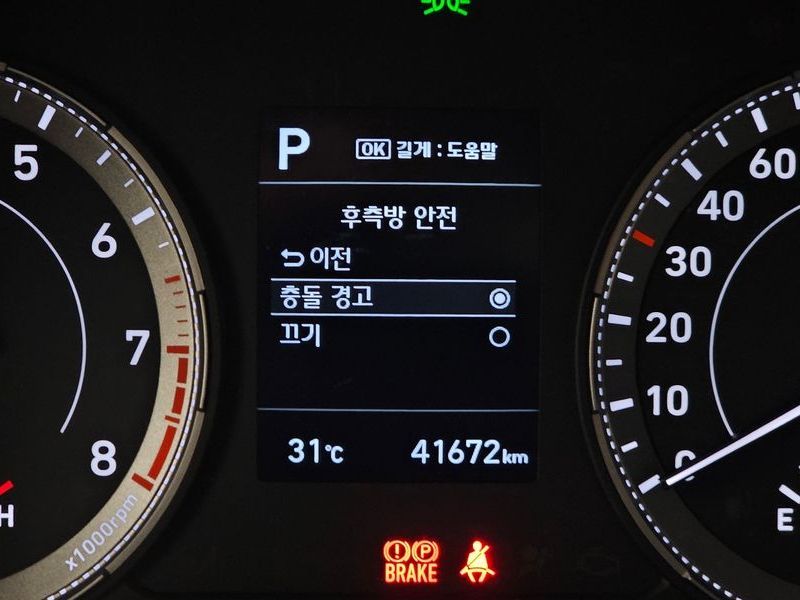 P
OK 길게 : 도움말
후측방 안전
이전
충돌 경고
끄기
31℃
41672km
5
6
7
8
x1000rpm
H
60
40
30
20
10
0
E
BRAKE
P